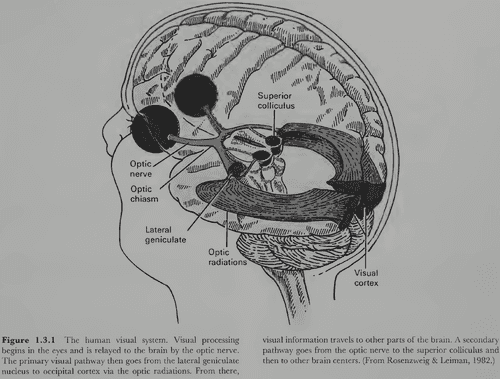 Superior
colliculus
Optic
nerve
Optic
chiasm
Lateral
geniculate
Optic
radiations
Visual
cortex
Figure 1.3.1 The human visual system. Visual processing
begins in the eyes and is relayed to the brain by the optic nerve.
The primary visual pathway then goes from the lateral geniculate
nucleus to occipital cortex via the optic radiations. From there,
visual information travels to other parts of the brain. A secondary
pathway goes from the optic nerve to the superior colliculus and
then to other brain centers. (From Rosenzweig & Leiman, 1982.)